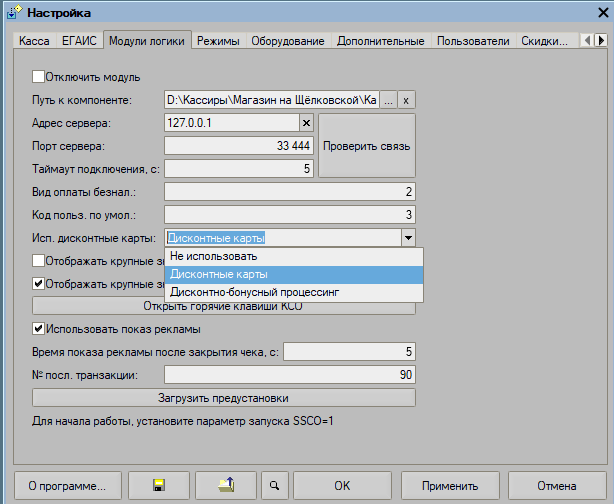 Настройка
Касса ЕГАИС Модули логики Режимы Оборудование Дополнительные Пользователи Скидки...
Отключить модуль
Путь к компоненте: D:\Кассиры\Магазин на Щёлковской\Ка ... x
Адрес сервера: 127.0.0.1 x
Порт сервера: 33 444 Проверить связь
Таймаут подключения, с: 5
Вид оплаты безнал.: 2
Код польз. по умол.: 3
Исп. дисконтные карты: Дисконтные карты
Не использовать
Отображать крупные
Дисконтные карты
Отображать крупные
Дисконтно-бонусный процессинг
Открыть горячие клавиши КСО
Использовать показ рекламы
Время показа рекламы после закрытия чека, с: 5
№ посл. транзакции: 90
Загрузить предустановки
Для начала работы, установите параметр запуска SSCO=1
О программе... OK Применить Отмена